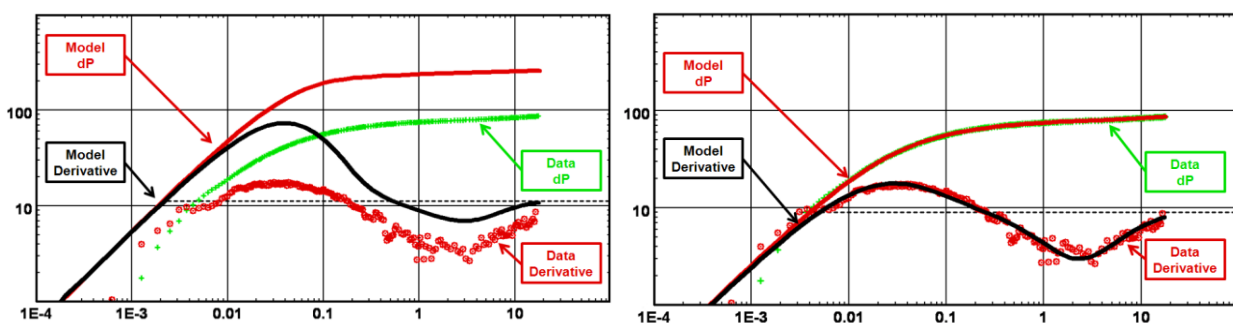 Model
dP
100
Model
Derivative
Data
dP
10
Data
Derivative
1E-4
1E-3
0.01
0.1
1
10
Model
dP
100
Model
Derivative
Data
dP
10
Data
Derivative
1E-4
1E-3
0.01
0.1
1
10